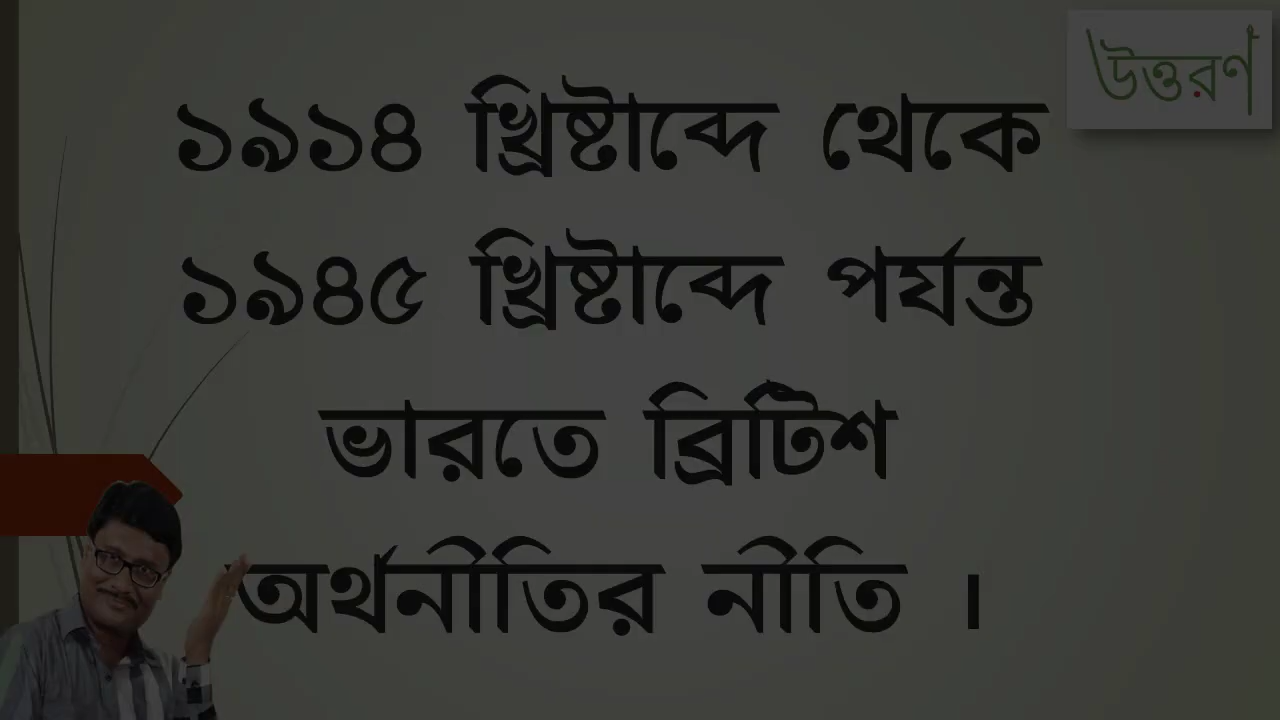 উত্তরণ
১৯১৪ খ্রিষ্টাব্দে থেকে
১৯৪৫ খ্রিষ্টাব্দে পর্যন্ত
ভারতে ব্রিটিশ
অর্থনীতির নীতি ।